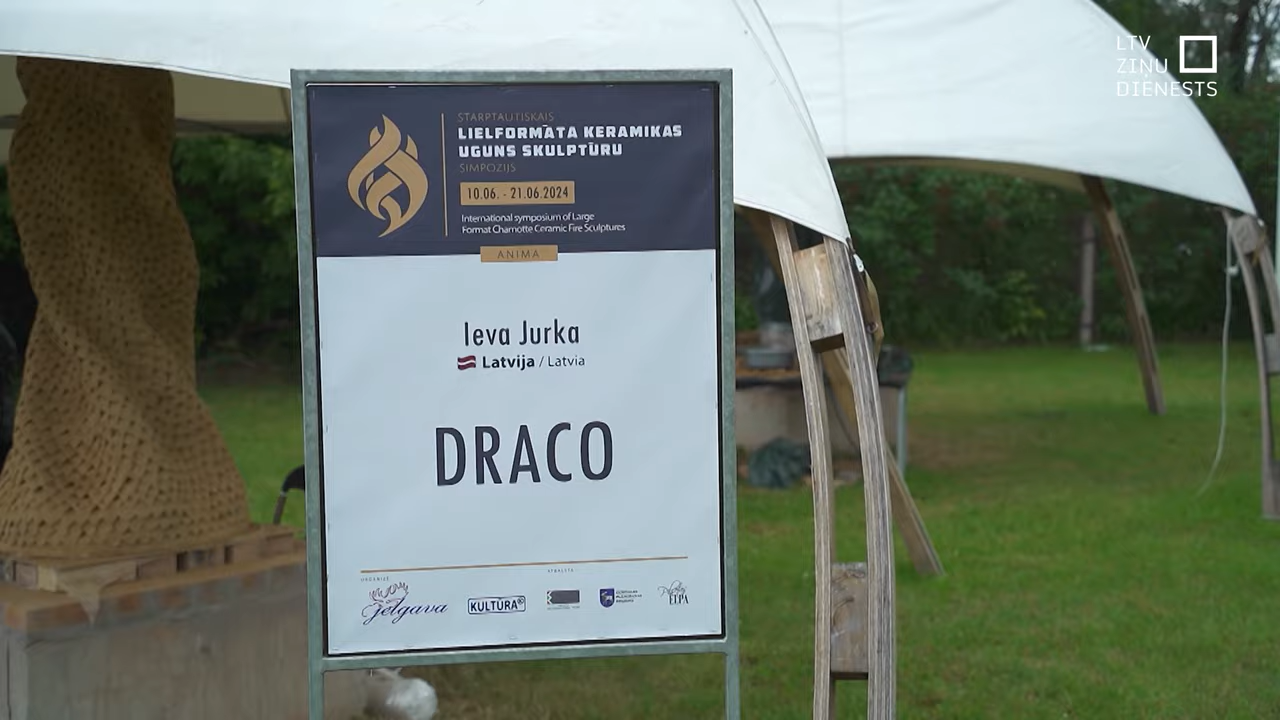 LTV
ZIŅU
DIENESTS
STARPTAUTISKAIS
LIELFORMĀTA KERAMIKAS
UGUNS SKULPTŪRU
SIMPOZIJS
10.06. - 21.06.2024
International symposium of Large
Format Chamotte Ceramic Fire Sculptures
ANIMA
Ieva Jurka
Latvija / Latvia
DRACO
Jelgava
KULTŪRA